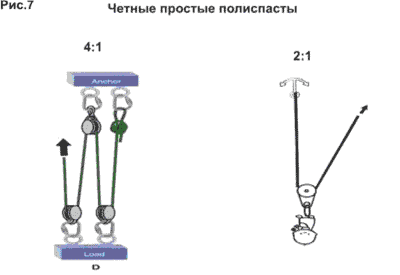 Рис.7
Четные простые полиспасты
4:1
2:1
Anchor
Load
D